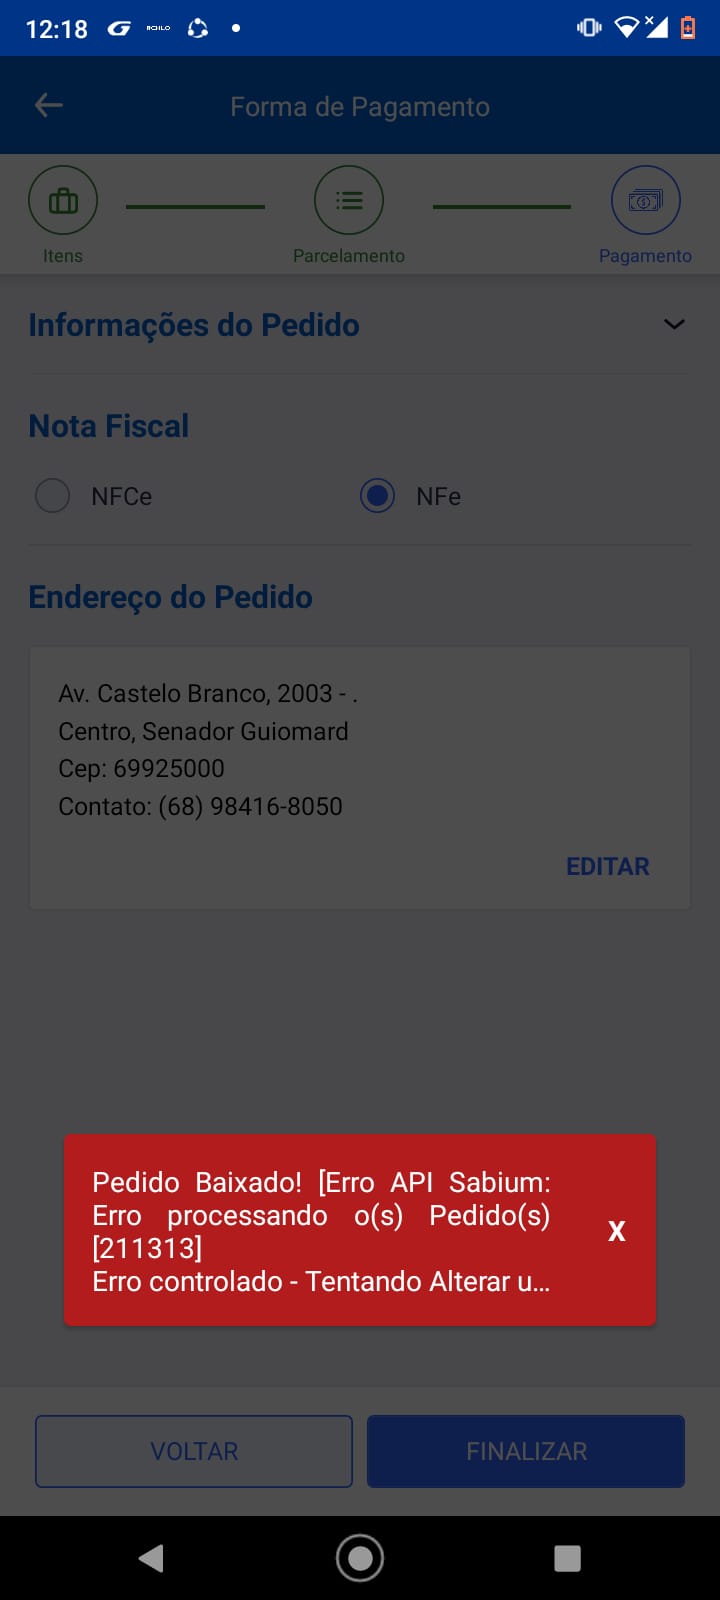 12:18
Forma de Pagamento
Itens
Parcelamento
Pagamento
Informações do Pedido
Nota Fiscal
NFCe
NFe
Endereço do Pedido
Av. Castelo Branco, 2003 - .
Centro, Senador Guiomard
Cep: 69925000
Contato: (68) 98416-8050
EDITAR
Pedido Baixado! [Erro API Sabium:
Erro processando o(s) Pedido(s)
[211313]
Erro controlado - Tentando Alterar u...
X
VOLTAR
FINALIZAR